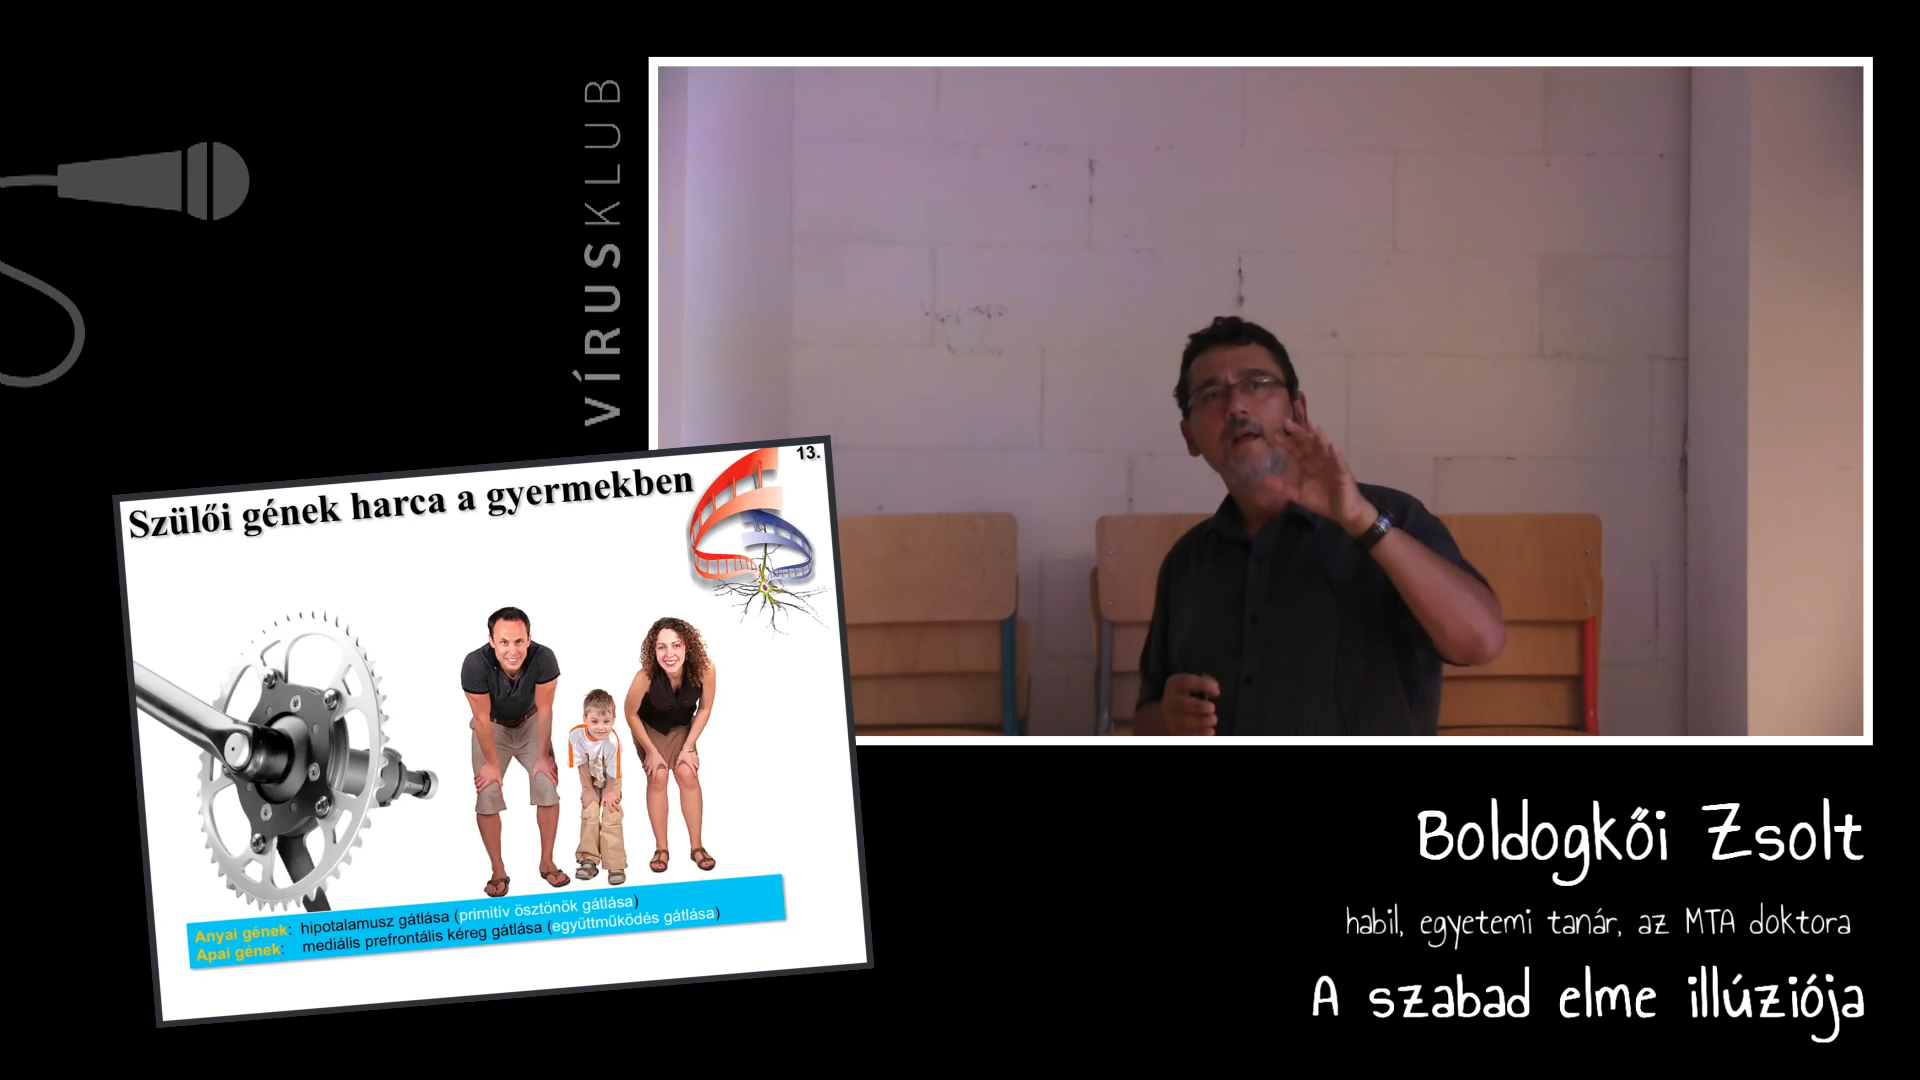 VÍRUSKLUB
13.
Szülői gének harca a gyermekben
Anyai gének: hipotalamusz gátlása (primitív ösztönök gátlása)
Apai gének: mediális prefrontális kéreg gátlása (együttműködés gátlása)
Boldogkői Zsolt
habil, egyetemi tanár, az MTA doktora
A szabad elme illúziója